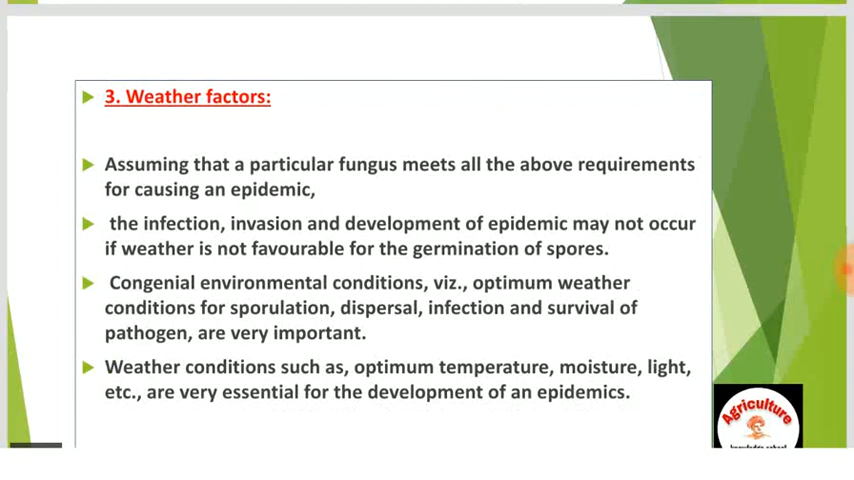 3. Weather factors:
Assuming that a particular fungus meets all the above requirements
for causing an epidemic,
the infection, invasion and development of epidemic may not occur
if weather is not favourable for the germination of spores.
Congenial environmental conditions, viz., optimum weather
conditions for sporulation, dispersal, infection and survival of
pathogen, are very important.
Weather conditions such as, optimum temperature, moisture, light,
etc., are very essential for the development of an epidemics.
Agriculture